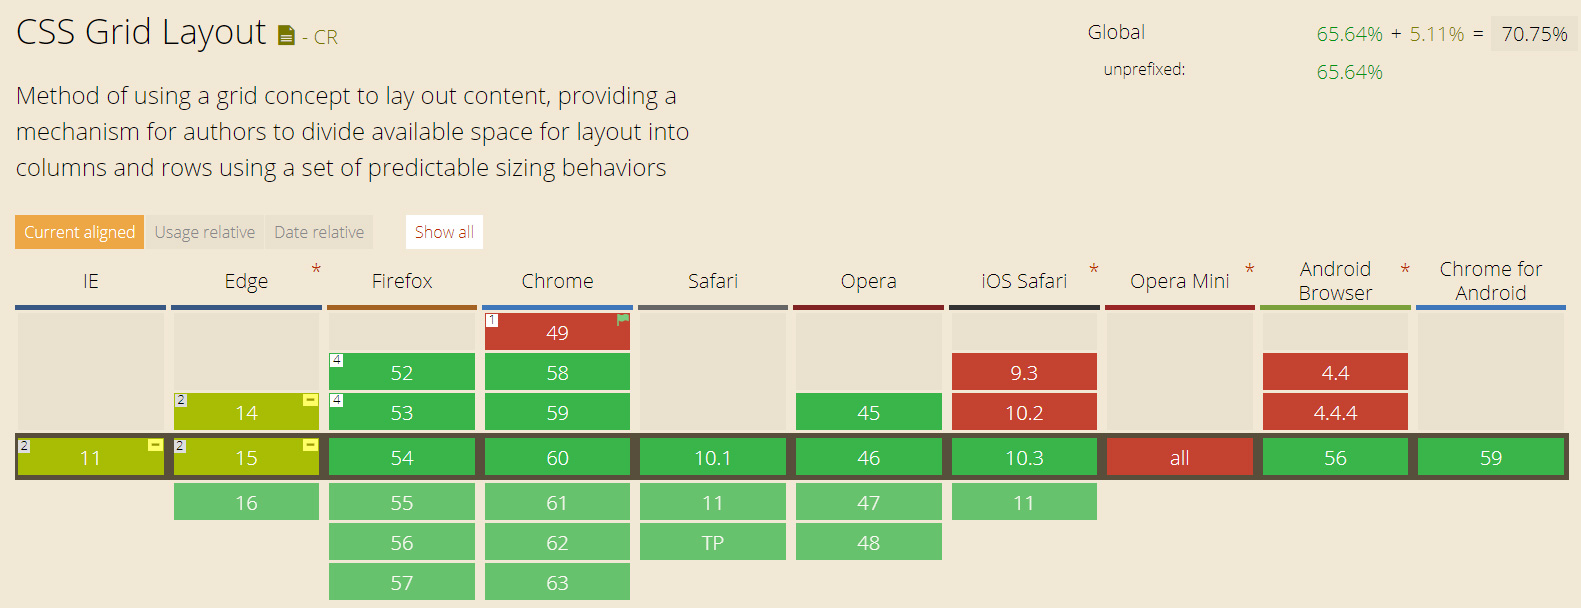 CSS Grid Layout - CR
Global 65.64% + 5.11% = 70.75%
unprefixed: 65.64%
Method of using a grid concept to lay out content, providing a
mechanism for authors to divide available space for layout into
columns and rows using a set of predictable sizing behaviors
Current aligned Usage relative Date relative Show all
IE Edge * Firefox Chrome Safari Opera iOS Safari * Opera Mini * Android Browser * Chrome for Android
1 49
4 52 58 9.3 4.4
2 14 4 53 59 45 10.2 4.4.4
2 11 2 15 54 60 10.1 46 10.3 all 56 59
16 55 61 11 47 11
56 62 TP 48
57 63